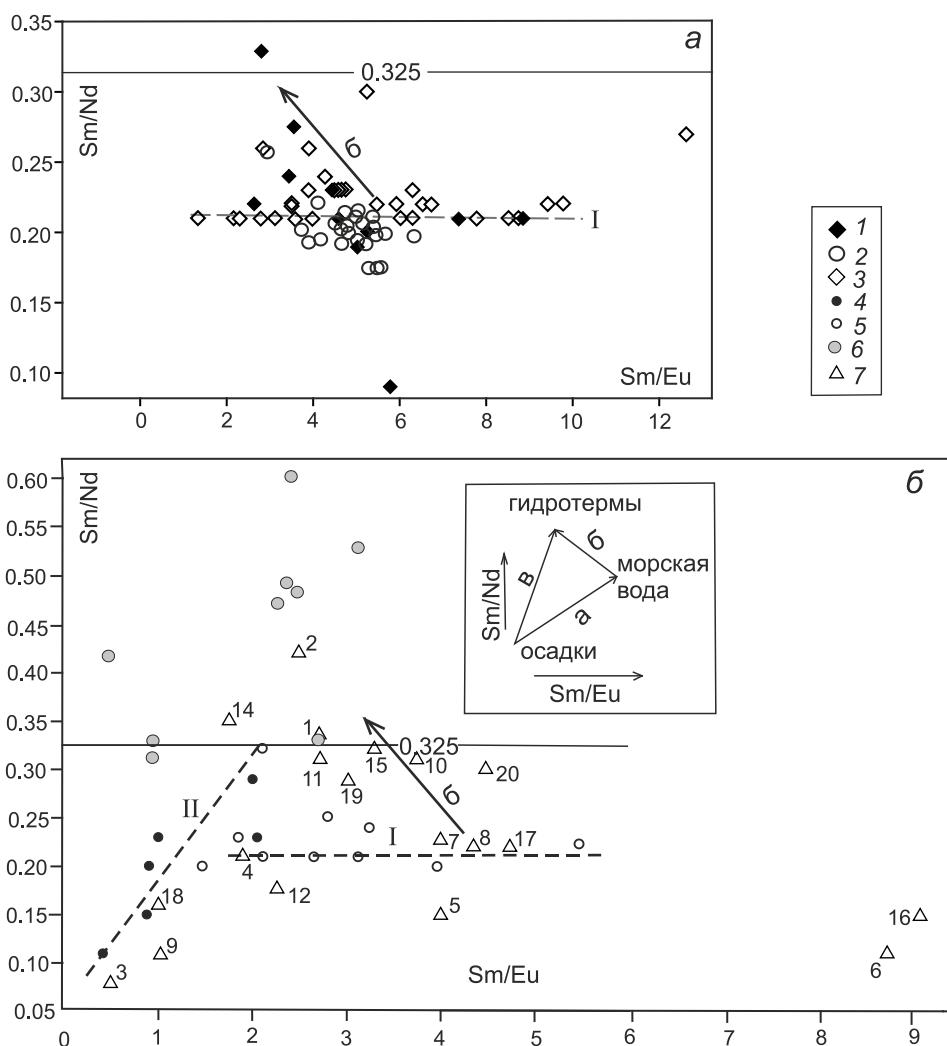 0.35
0.30
0.25
0.20
0.15
0.10
Sm/Nd
а
0.325
б
I
Sm/Eu
0 2 4 6 8 10 12
1
2
3
4
5
6
7
0.60
0.55
0.50
0.45
0.40
0.35
0.30
0.25
0.20
0.15
0.10
0.05
Sm/Nd
б
гидротермы
б
морская
вода
в
а
Sm/Nd
осадки
Sm/Eu
2
14
1
0.325
11
15
10
20
19
II
б
I
7
8
17
4
12
5
18
9
3
16
6
Sm/Eu
0 1 2 3 4 5 6 7 8 9